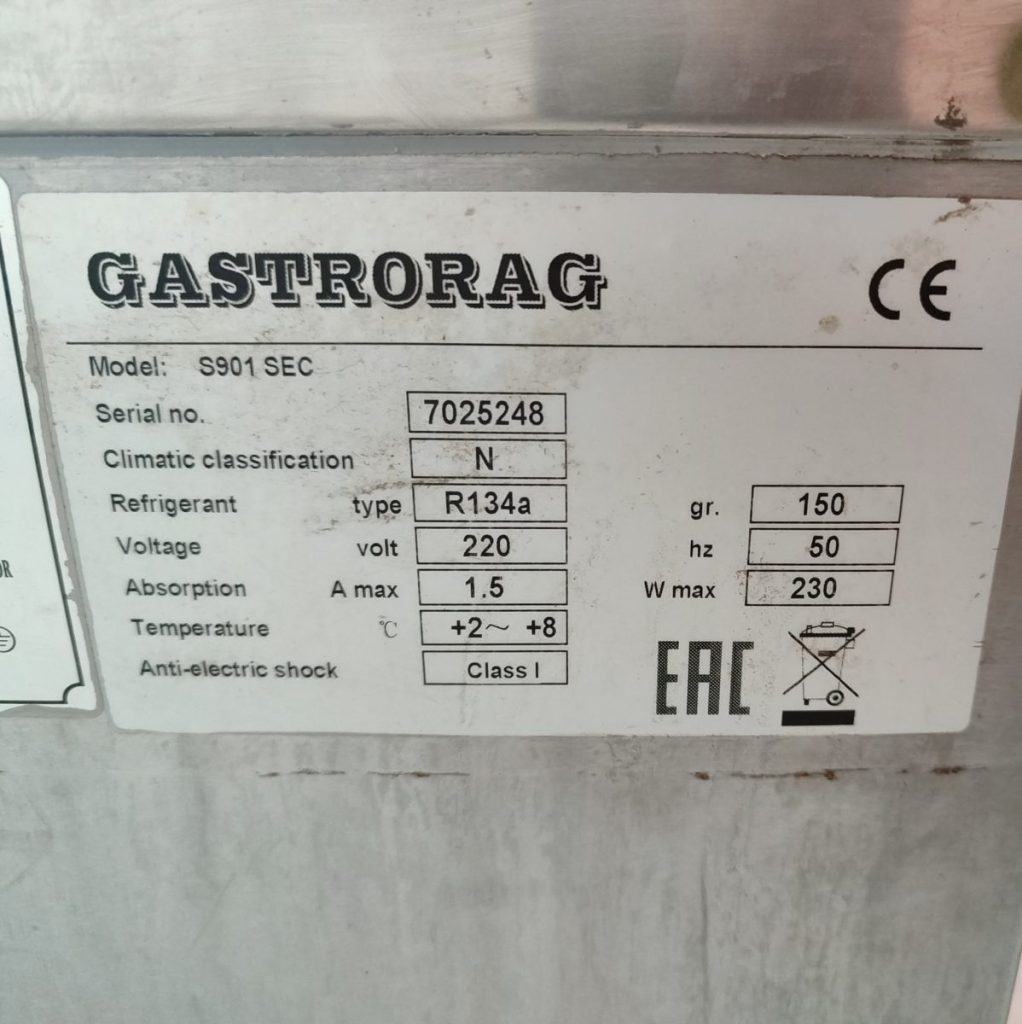 GASTRORAG CE
Model: S901 SEC
Serial no. 7025248
Climatic classification N
Refrigerant type R134a gr. 150
Voltage volt 220 hz 50
Absorption A max 1.5 W max 230
Temperature °C +2~ +8
Anti-electric shock Class I
EAC